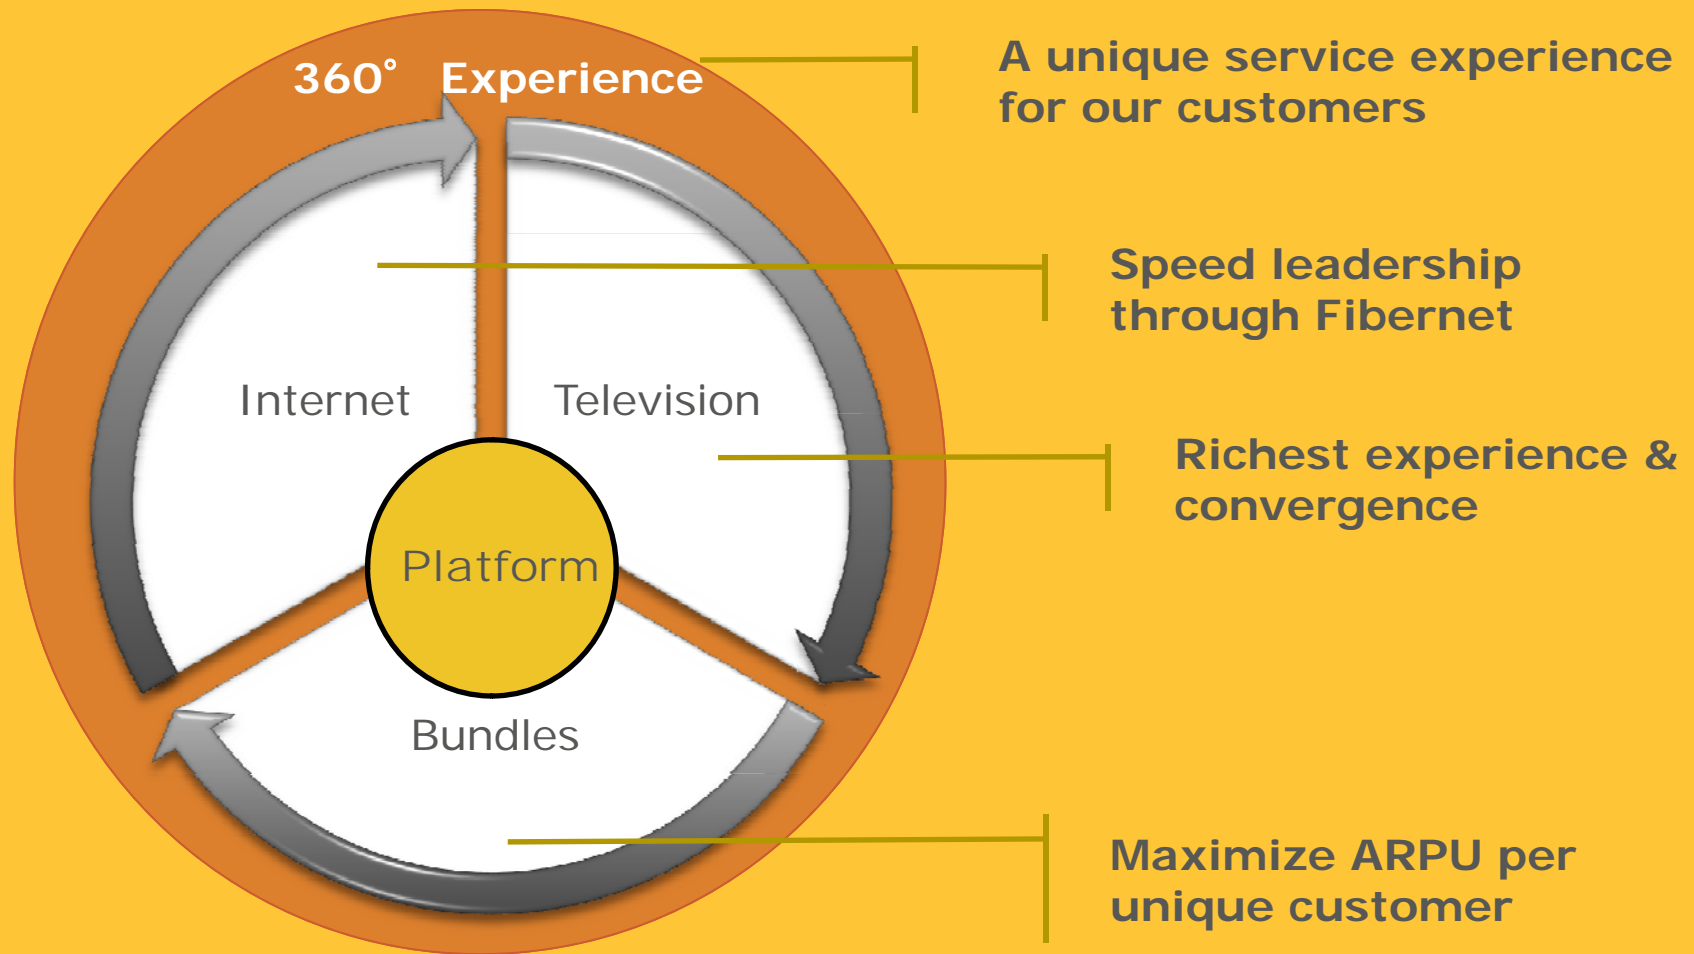 360° Experience
A unique service experience
for our customers
Speed leadership
through Fibernet
Internet
Television
Richest experience &
convergence
Platform
Bundles
Maximize ARPU per
unique customer